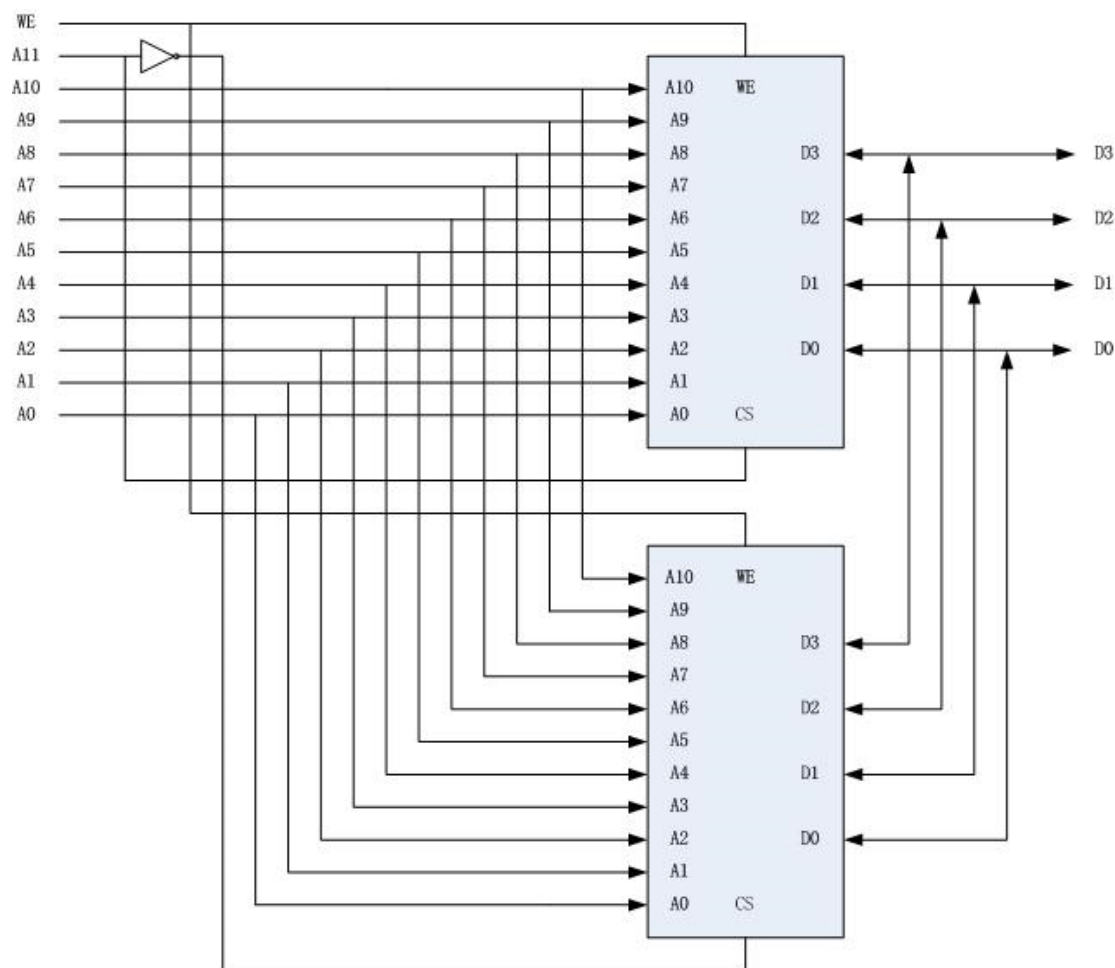 WE
A11
A10
A9
A8
A7
A6
A5
A4
A3
A2
A1
A0
A10 WE
A9
A8 D3
A7
A6 D2
A5
A4 D1
A3
A2 D0
A1
A0 CS
D3
D2
D1
D0
A10 WE
A9
A8 D3
A7
A6 D2
A5
A4 D1
A3
A2 D0
A1
A0 CS